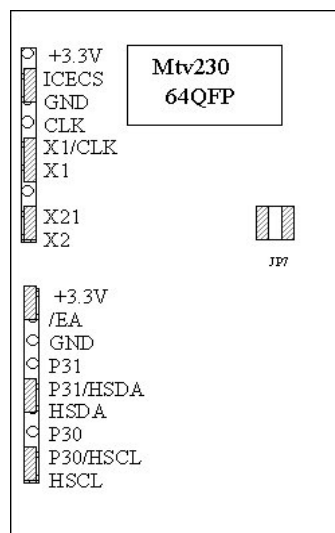 +3.3V
ICECS
GND
CLK
X1/CLK
X1
X21
X2
Mtv230
64QFP
JP7
+3.3V
/EA
GND
P31
P31/HSDA
HSDA
P30
P30/HSCL
HSCL